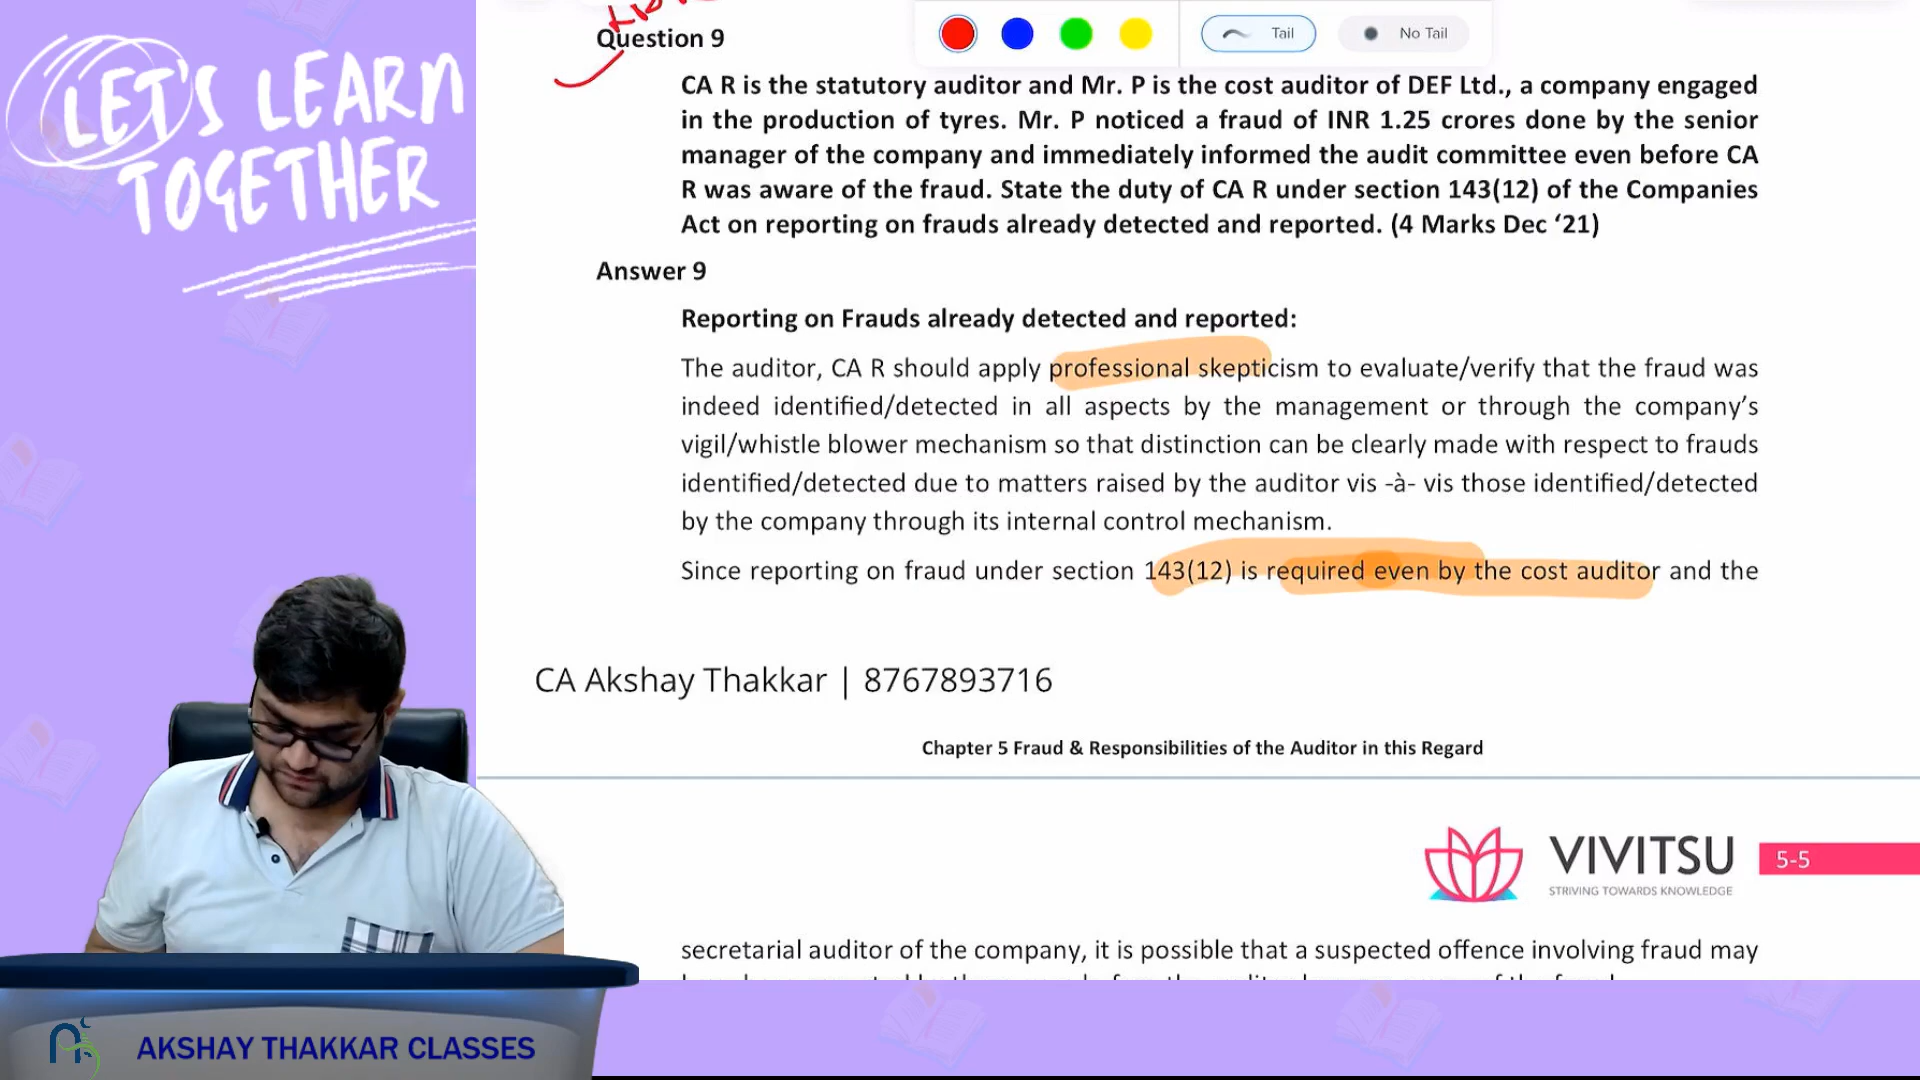 LET'S LEARN
TOGETHER
Tail
No Tail
Question 9
CA R is the statutory auditor and Mr. P is the cost auditor of DEF Ltd., a company engaged
in the production of tyres. Mr. P noticed a fraud of INR 1.25 crores done by the senior
manager of the company and immediately informed the audit committee even before CA
R was aware of the fraud. State the duty of CA R under section 143(12) of the Companies
Act on reporting on frauds already detected and reported. (4 Marks Dec ‘21)
Answer 9
Reporting on Frauds already detected and reported:
The auditor, CA R should apply professional skepticism to evaluate/verify that the fraud was
indeed identified/detected in all aspects by the management or through the company’s
vigil/whistle blower mechanism so that distinction can be clearly made with respect to frauds
identified/detected due to matters raised by the auditor vis -à- vis those identified/detected
by the company through its internal control mechanism.
Since reporting on fraud under section 143(12) is required even by the cost auditor and the
CA Akshay Thakkar | 8767893716
Chapter 5 Fraud & Responsibilities of the Auditor in this Regard
VIVITSU
STRIVING TOWARDS KNOWLEDGE
5-5
secretarial auditor of the company, it is possible that a suspected offence involving fraud may
AKSHAY THAKKAR CLASSES